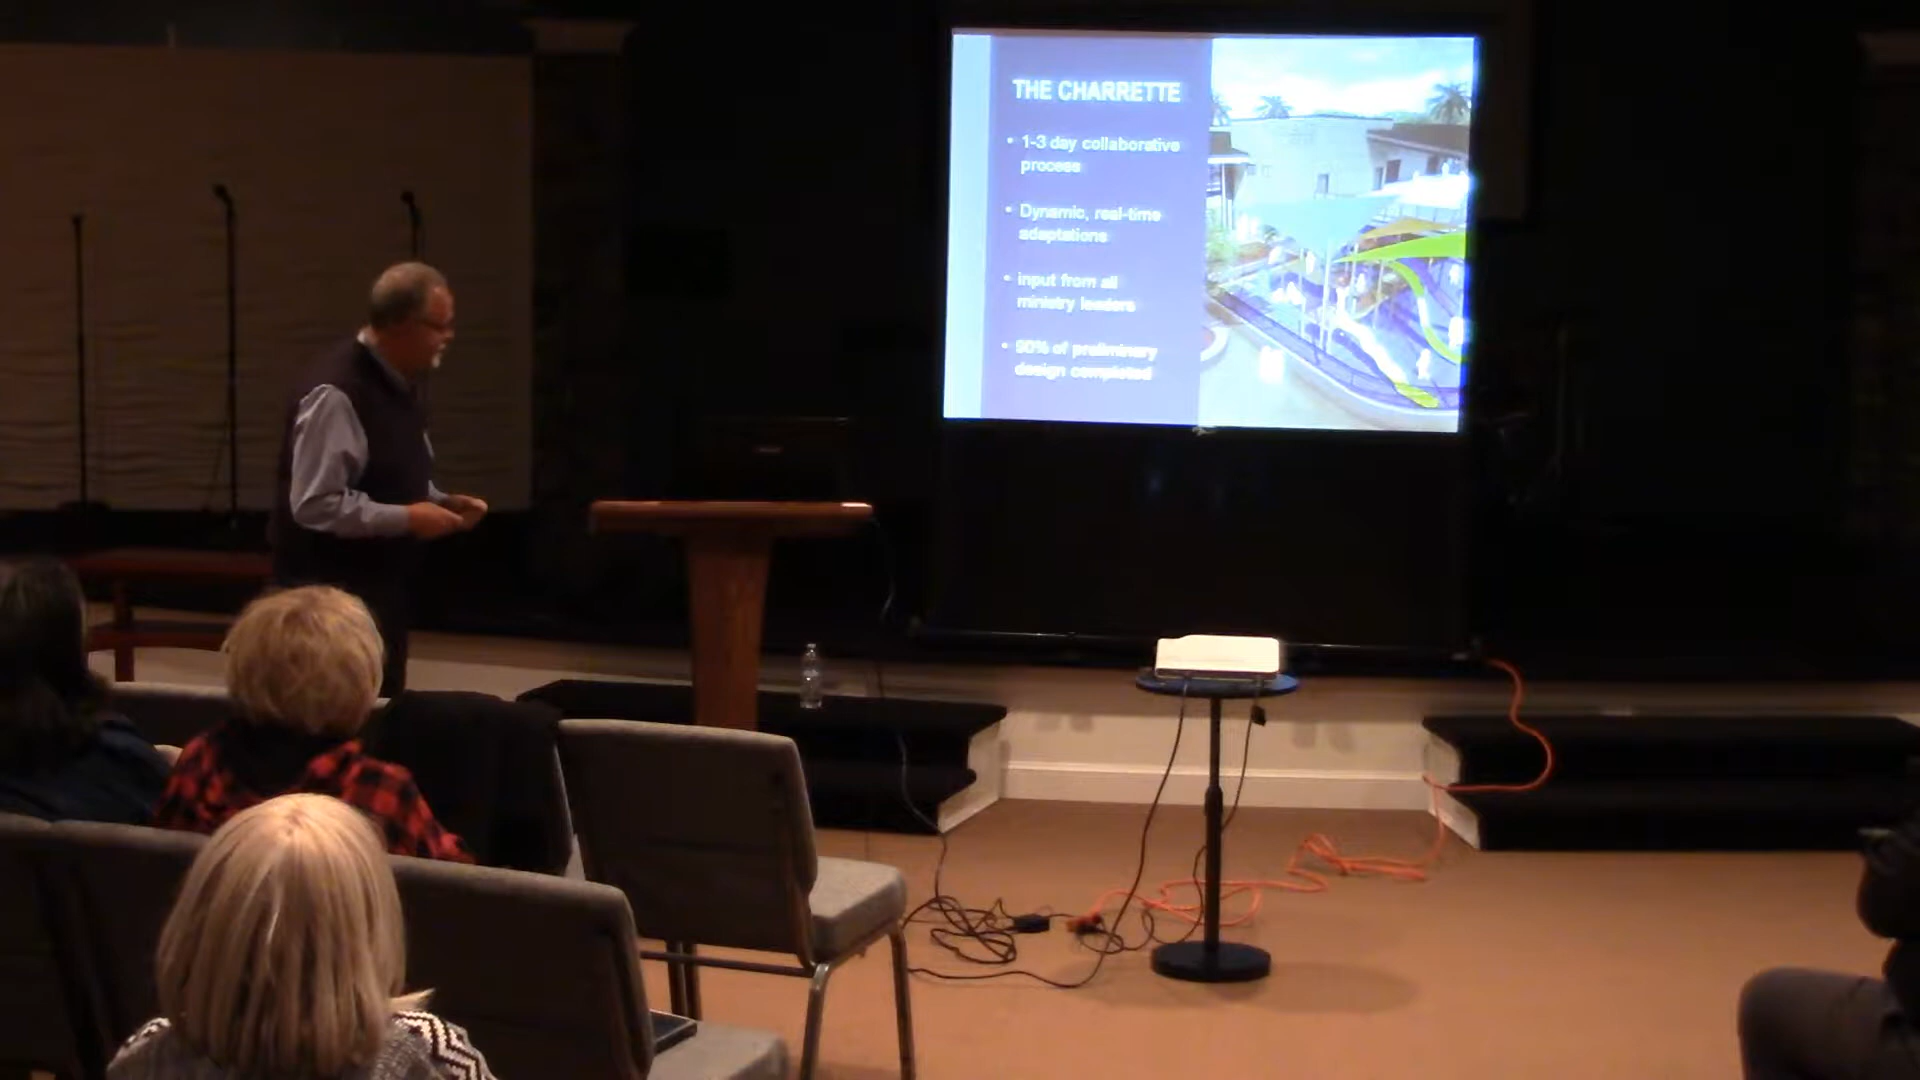 THE CHARRETTE
• 1-3 day collaborative
process
• Dynamic, real-time
adaptations
• input from all
ministry leaders
• 90% of preliminary
design completed